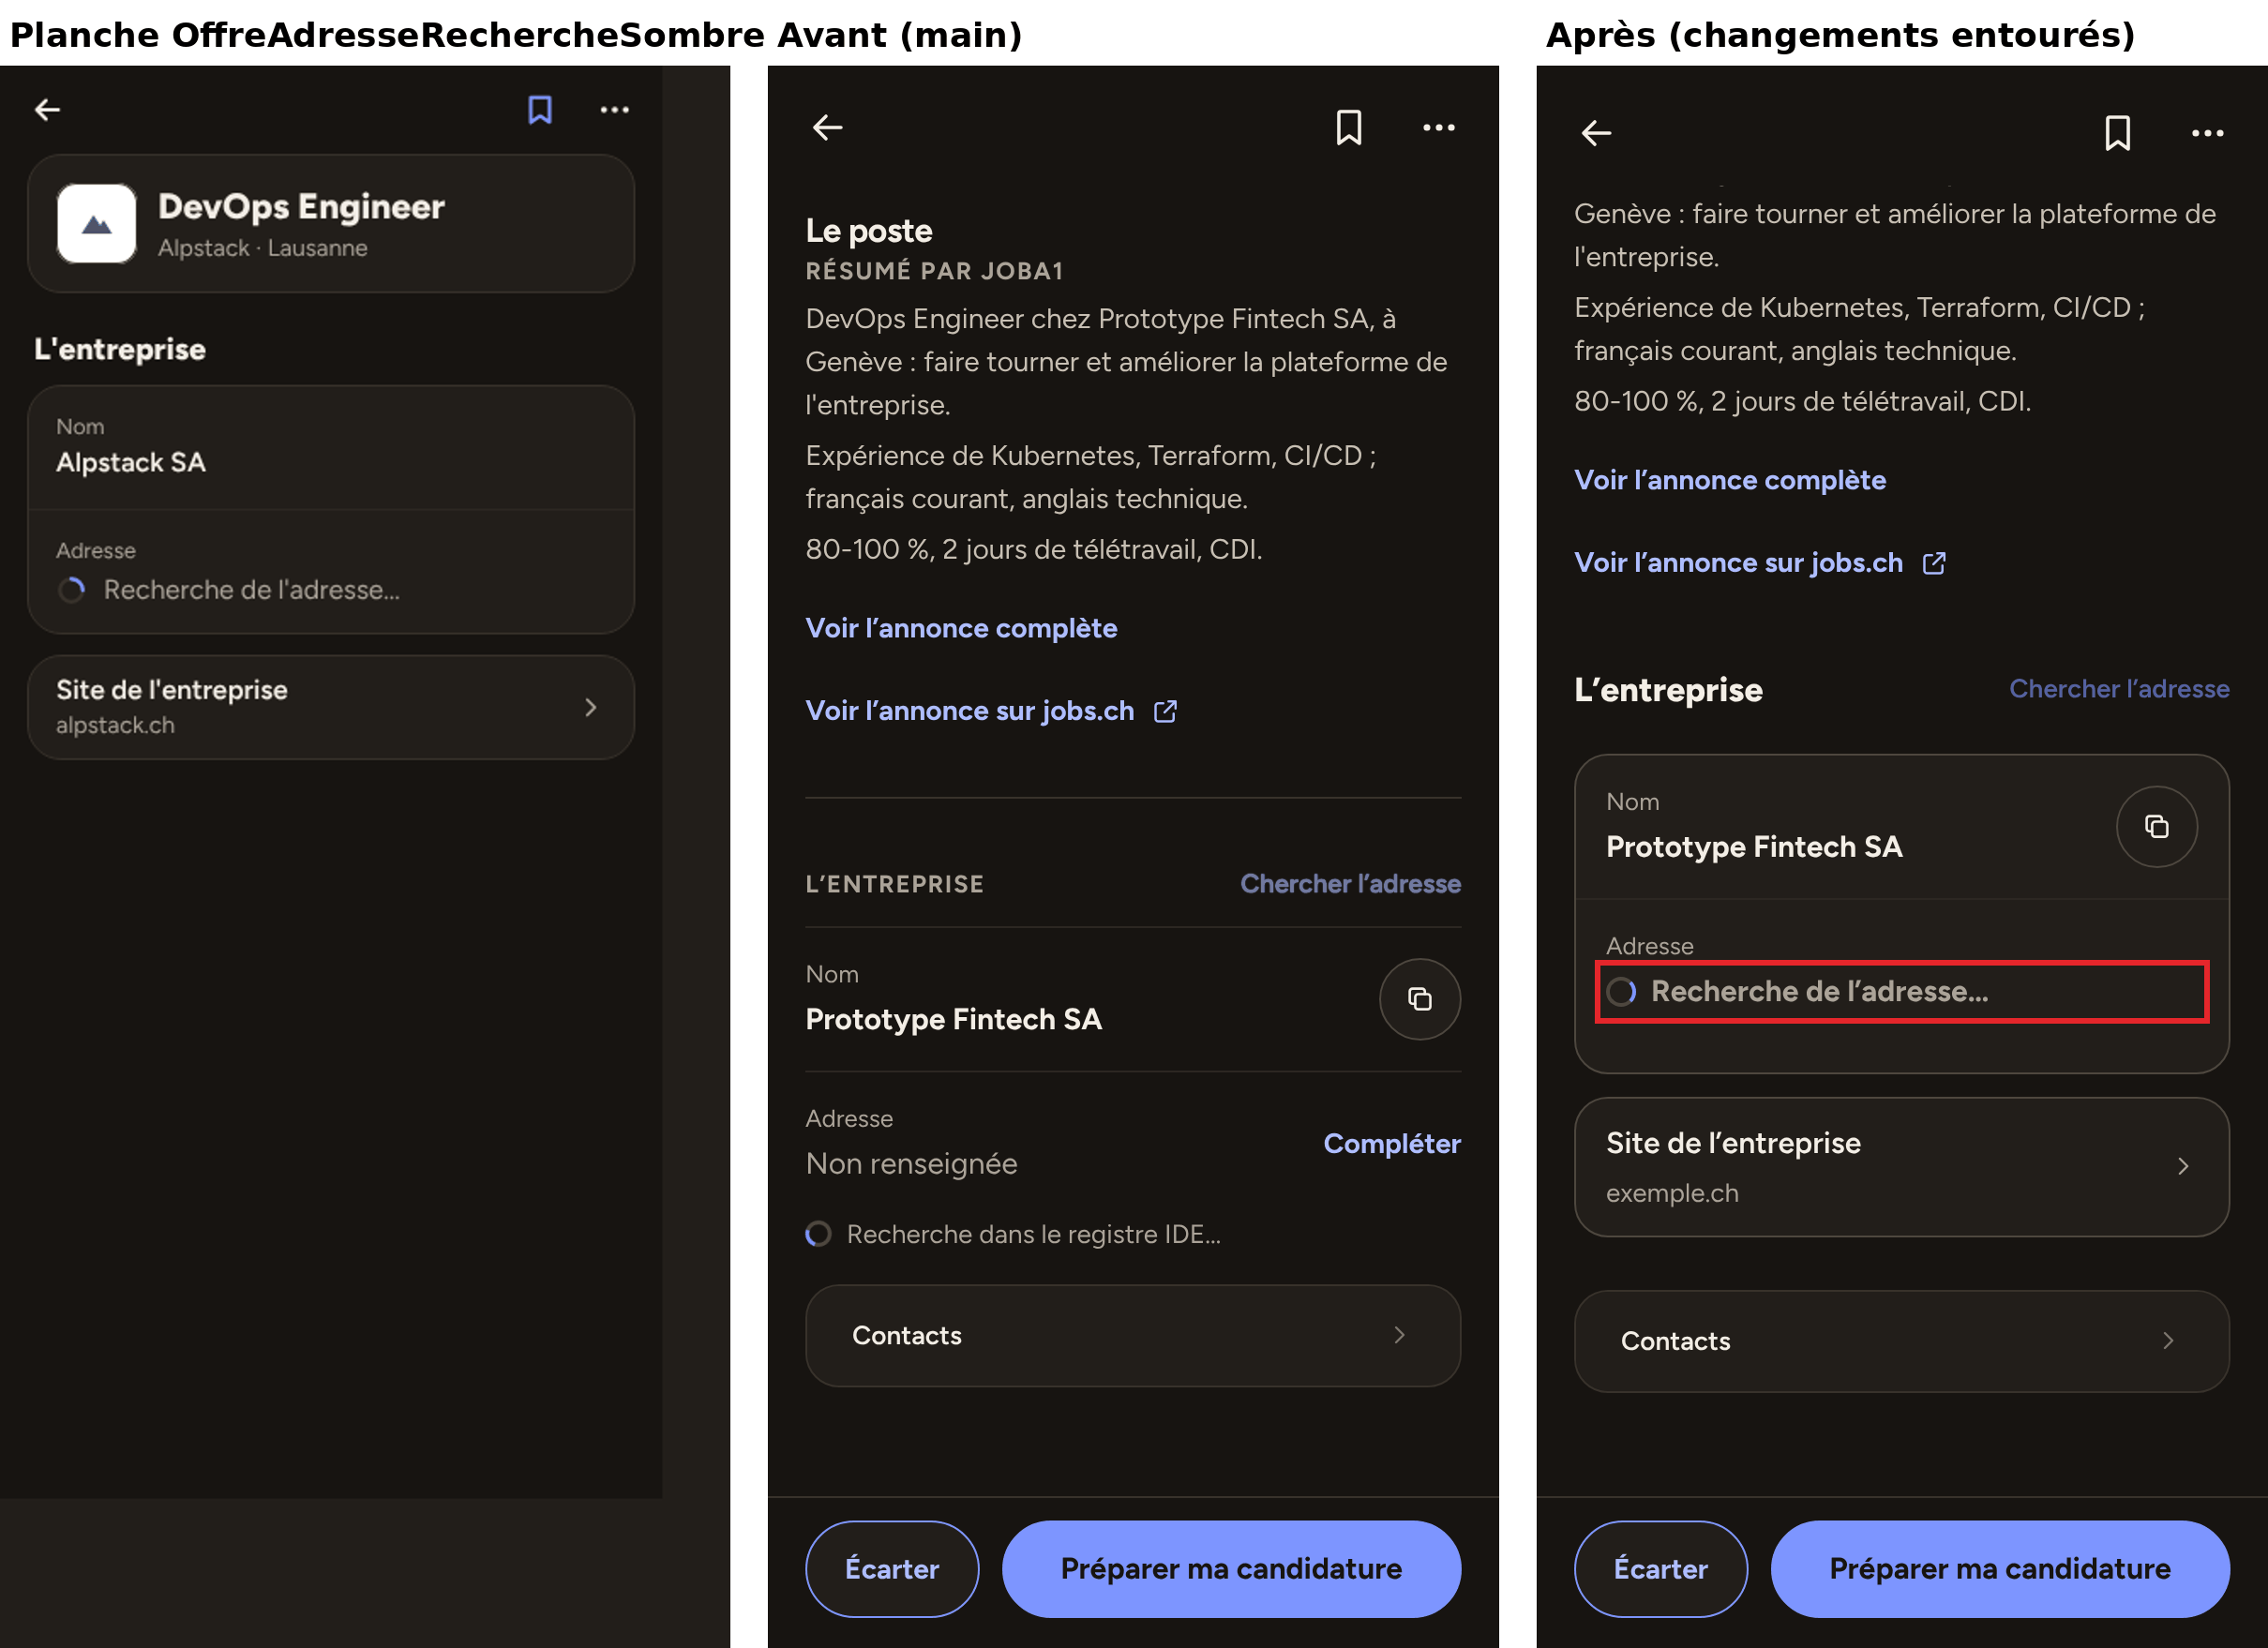 Planche OffreAdresseRechercheSombre
DevOps Engineer
Alpstack · Lausanne
L'entreprise
Nom
Alpstack SA
Adresse
Recherche de l'adresse...
Site de l'entreprise
alpstack.ch
Avant (main)
Le poste
RÉSUMÉ PAR JOBA1
DevOps Engineer chez Prototype Fintech SA, à
Genève : faire tourner et améliorer la plateforme de
l'entreprise.
Expérience de Kubernetes, Terraform, CI/CD ;
français courant, anglais technique.
80-100 %, 2 jours de télétravail, CDI.
Voir l’annonce complète
Voir l’annonce sur jobs.ch
L’ENTREPRISE
Chercher l’adresse
Nom
Prototype Fintech SA
Adresse
Non renseignée
Compléter
Recherche dans le registre IDE…
Contacts
Écarter
Préparer ma candidature
Après (changements entourés)
Genève : faire tourner et améliorer la plateforme de
l'entreprise.
Expérience de Kubernetes, Terraform, CI/CD ;
français courant, anglais technique.
80-100 %, 2 jours de télétravail, CDI.
Voir l’annonce complète
Voir l’annonce sur jobs.ch
L’entreprise
Chercher l’adresse
Nom
Prototype Fintech SA
Adresse
Recherche de l’adresse…
Site de l’entreprise
exemple.ch
Contacts
Écarter
Préparer ma candidature